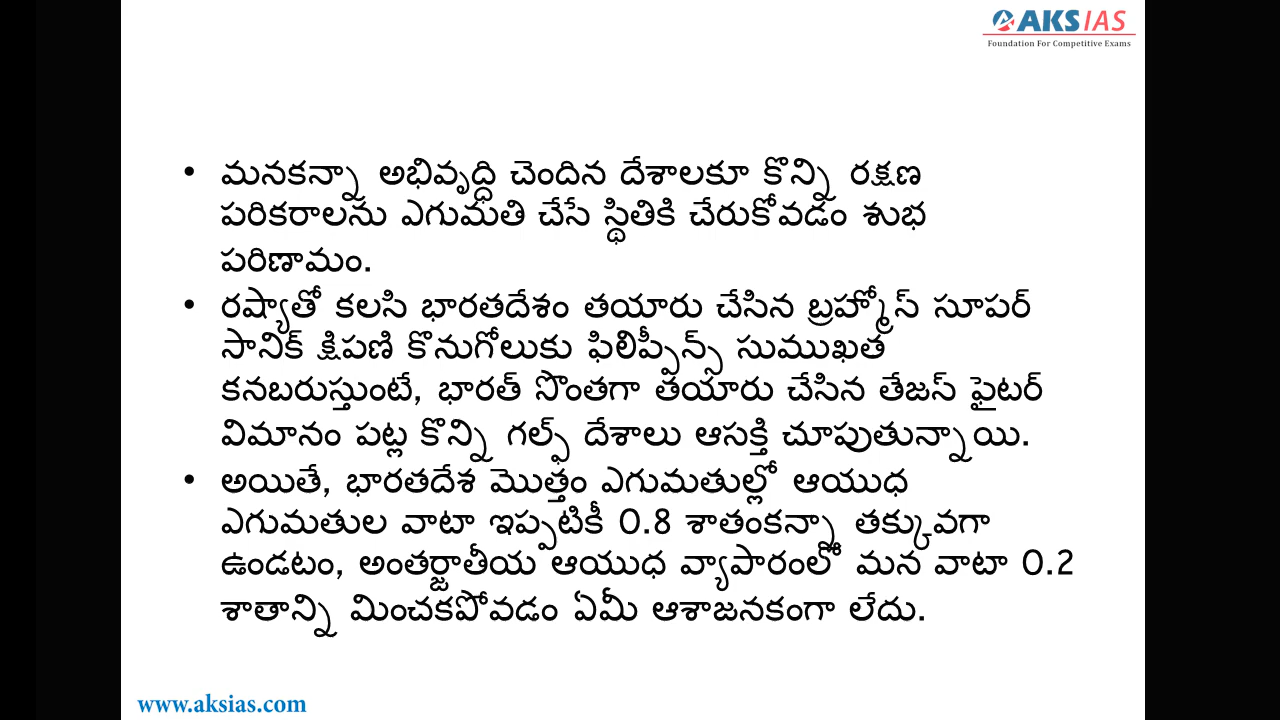 AKS IAS
Foundation For Competitive Exams
• మనకన్నా అభివృద్ధి చెందిన దేశాలకూ కొన్ని రక్షణ
పరికరాలను ఎగుమతి చేసే స్థితికి చేరుకోవడం శుభ
పరిణామం.
• రష్యాతో కలసి భారతదేశం తయారు చేసిన బ్రహ్మోస్ సూపర్
సానిక్ క్షిపణి కొనుగోలుకు ఫిలిప్పీన్స్ సుముఖత
కనబరుస్తుంటే, భారత్ సొంతగా తయారు చేసిన తేజస్ ఫైటర్
విమానం పట్ల కొన్ని గల్ఫ్ దేశాలు ఆసక్తి చూపుతున్నాయి.
• అయితే, భారతదేశ మొత్తం ఎగుమతుల్లో ఆయుధ
ఎగుమతుల వాటా ఇప్పటికీ 0.8 శాతంకన్నా తక్కువగా
ఉండటం, అంతర్జాతీయ ఆయుధ వ్యాపారంలో మన వాటా 0.2
శాతాన్ని మించకపోవడం ఏమీ ఆశాజనకంగా లేదు.
www.aksias.com